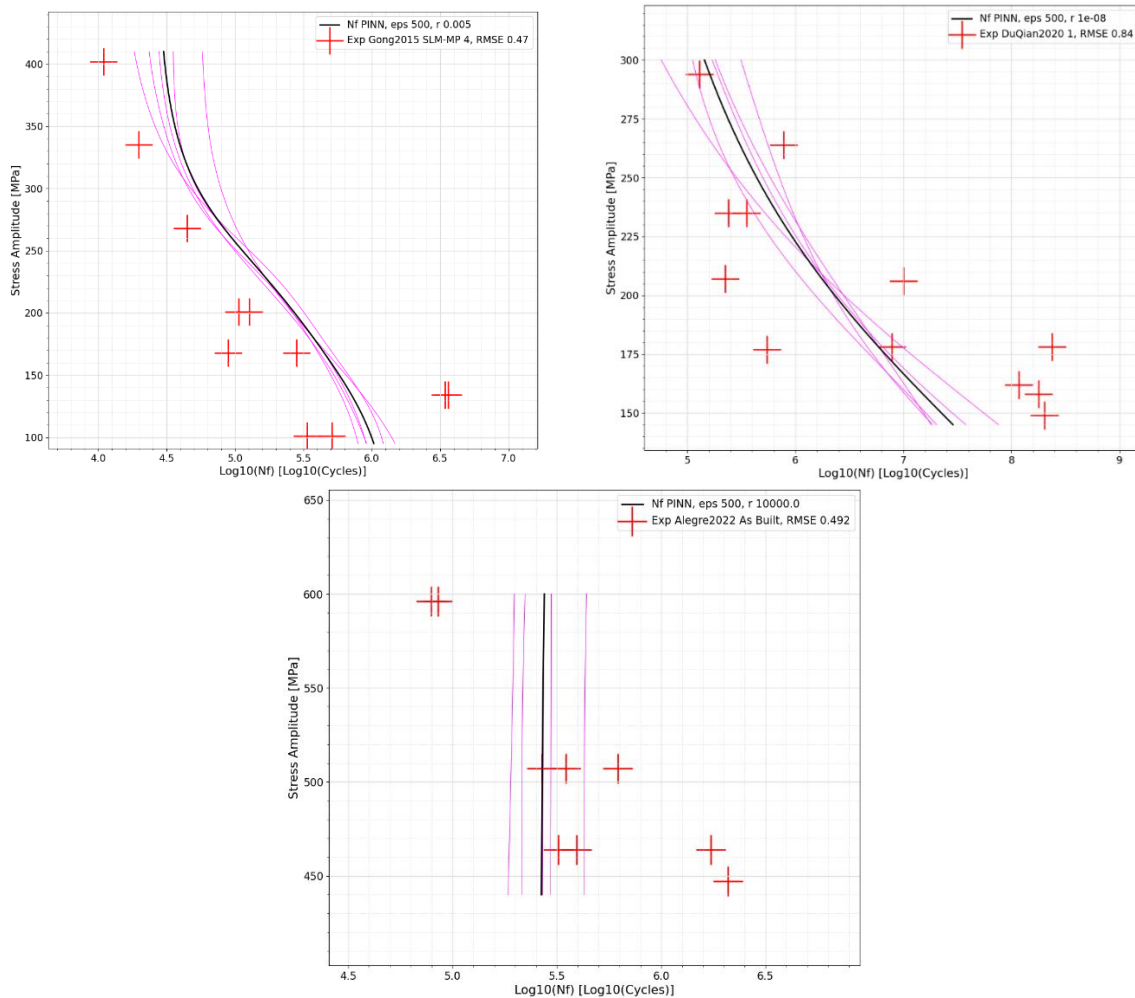 Nf PINN, eps 500, r 0.005
Exp Gong2015 SLM-MP 4, RMSE 0.47
Stress Amplitude [MPa]
400
350
300
250
200
150
100
4.0 4.5 5.0 5.5 6.0 6.5 7.0
Log10(Nf) [Log10(Cycles)]
Nf PINN, eps 500, r 1e-08
Exp DuQian2020 1, RMSE 0.84
Stress Amplitude [MPa]
300
275
250
225
200
175
150
5 6 7 8 9
Log10(Nf) [Log10(Cycles)]
Nf PINN, eps 500, r 10000.0
Exp Alegre2022 As Built, RMSE 0.492
Stress Amplitude [MPa]
650
600
550
500
450
4.5 5.0 5.5 6.0 6.5
Log10(Nf) [Log10(Cycles)]